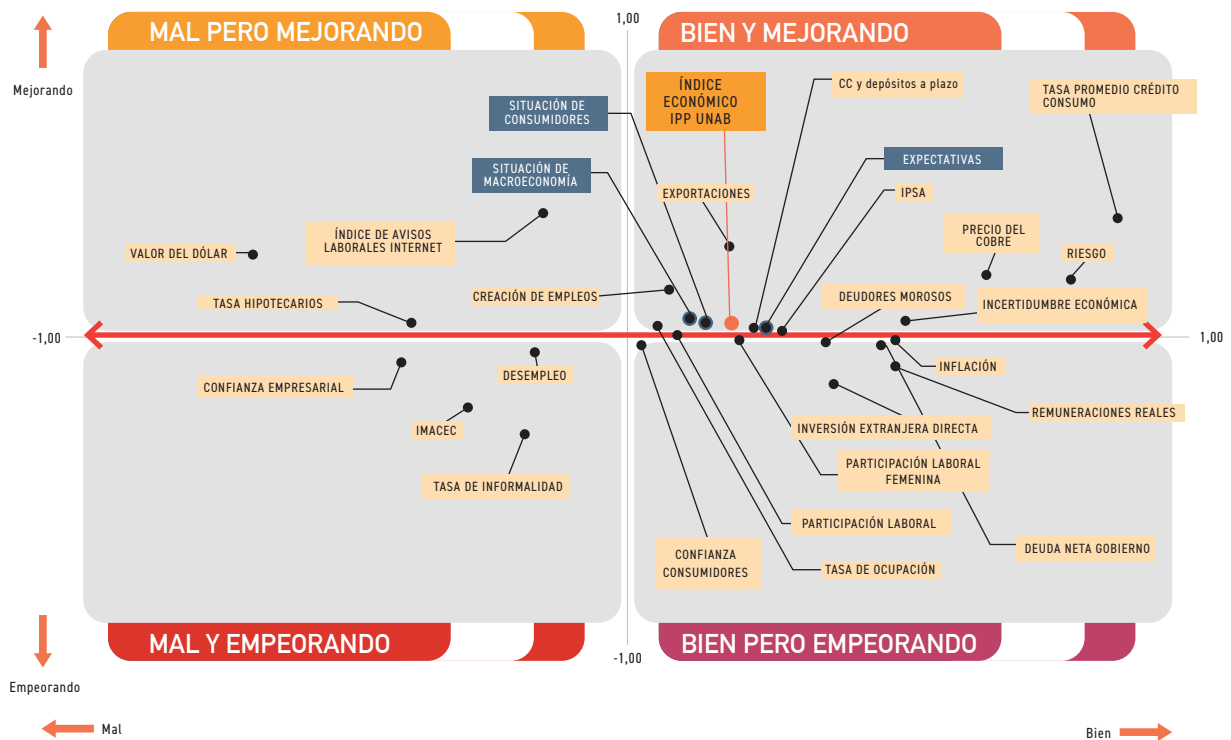 MAL PERO MEJORANDO
1,00
BIEN Y MEJORANDO
Mejorando
SITUACIÓN DE
CONSUMIDORES
ÍNDICE
ECONÓMICO
IPP UNAB
CC y depósitos a plazo
TASA PROMEDIO CRÉDITO
CONSUMO
SITUACIÓN DE
MACROECONOMÍA
EXPECTATIVAS
EXPORTACIONES
IPSA
ÍNDICE DE AVISOS
LABORALES INTERNET
PRECIO DEL
COBRE
VALOR DEL DÓLAR
RIESGO
TASA HIPOTECARIOS
CREACIÓN DE EMPLEOS
DEUDORES MOROSOS
INCERTIDUMBRE ECONÓMICA
-1,00
1,00
CONFIANZA EMPRESARIAL
DESEMPLEO
INFLACIÓN
REMUNERACIONES REALES
IMACEC
INVERSIÓN EXTRANJERA DIRECTA
TASA DE INFORMALIDAD
PARTICIPACIÓN LABORAL
FEMENINA
PARTICIPACIÓN LABORAL
DEUDA NETA GOBIERNO
CONFIANZA
CONSUMIDORES
TASA DE OCUPACIÓN
MAL Y EMPEORANDO
-1,00
BIEN PERO EMPEORANDO
Empeorando
Mal
Bien